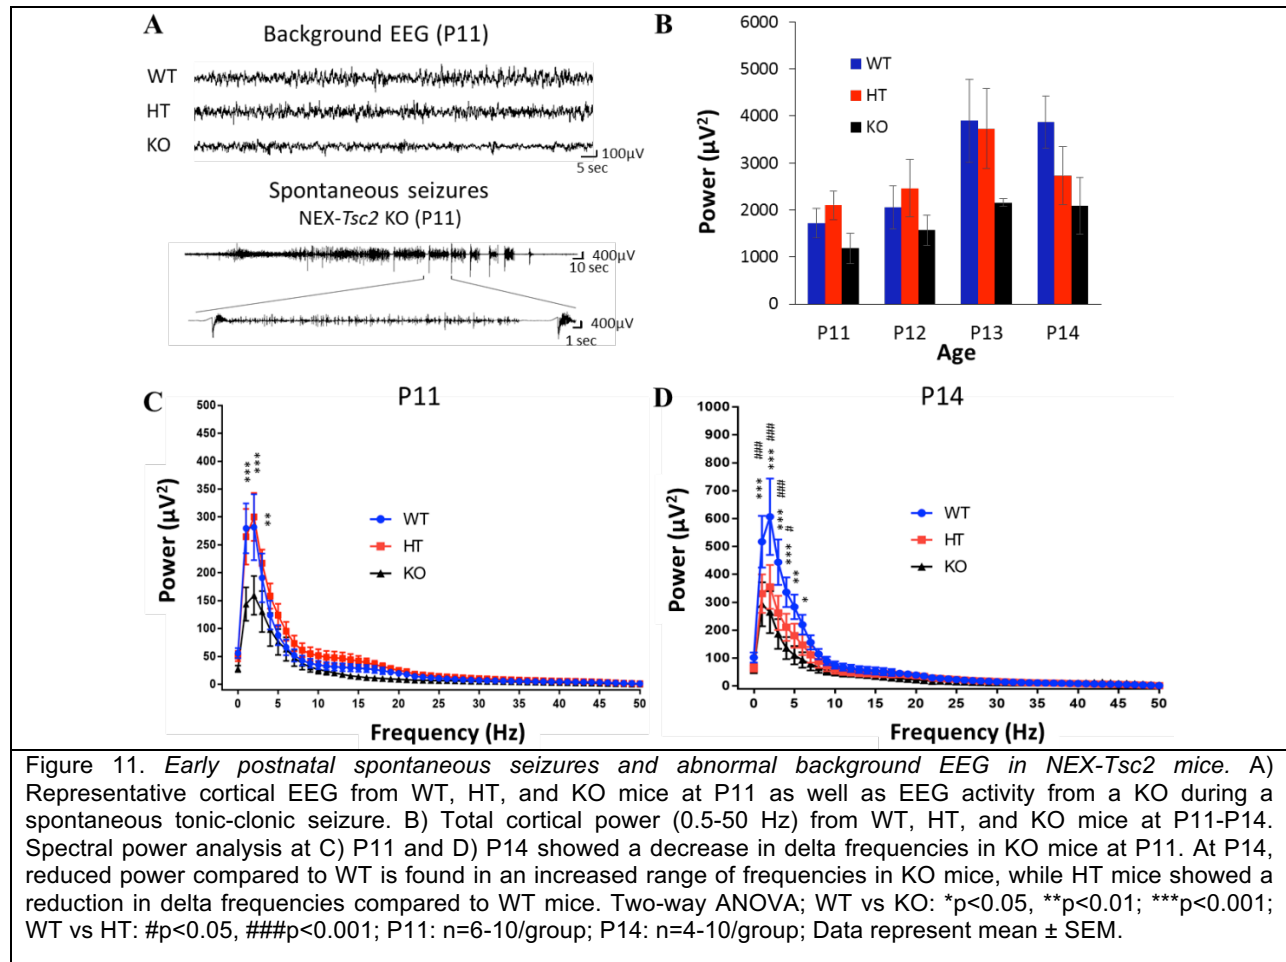 A
Background EEG (P11)
WT
HT
KO
100µV
5 sec
Spontaneous seizures
NEX-Tsc2 KO (P11)
400µV
10 sec
400µV
1 sec
B
6000
5000
4000
3000
2000
1000
0
Power (µV²)
WT
HT
KO
P11 P12 P13 P14
Age
C
P11
500
450
400
350
300
250
200
150
100
50
0
Power (µV²)
***
***
**
WT
HT
KO
0 5 10 15 20 25 30 35 40 45 50
Frequency (Hz)
D
P14
1000
900
800
700
600
500
400
300
200
100
0
Power (µV²)
*** ###
*** ###
*** ###
*** #
**
*
WT
HT
KO
0 5 10 15 20 25 30 35 40 45 50
Frequency (Hz)
Figure 11. Early postnatal spontaneous seizures and abnormal background EEG in NEX-Tsc2 mice. A)
Representative cortical EEG from WT, HT, and KO mice at P11 as well as EEG activity from a KO during a
spontaneous tonic-clonic seizure. B) Total cortical power (0.5-50 Hz) from WT, HT, and KO mice at P11-P14.
Spectral power analysis at C) P11 and D) P14 showed a decrease in delta frequencies in KO mice at P11. At P14,
reduced power compared to WT is found in an increased range of frequencies in KO mice, while HT mice showed a
reduction in delta frequencies compared to WT mice. Two-way ANOVA; WT vs KO: *p<0.05, **p<0.01; ***p<0.001;
WT vs HT: #p<0.05, ###p<0.001; P11: n=6-10/group; P14: n=4-10/group; Data represent mean ± SEM.